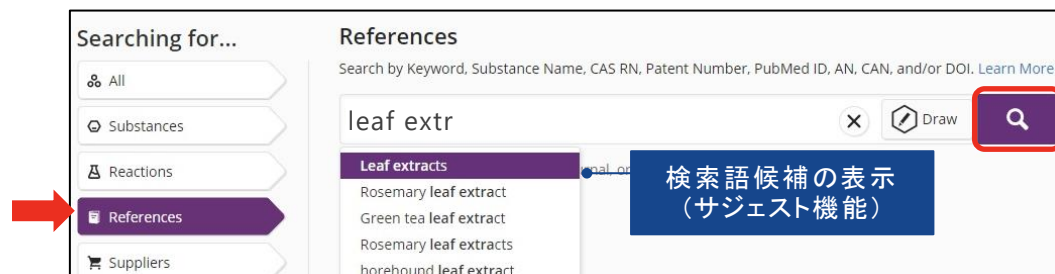 Searching for...
All
Substances
Reactions
References
Suppliers
References
Search by Keyword, Substance Name, CAS RN, Patent Number, PubMed ID, AN, CAN, and/or DOI. Learn More
leaf extr
Draw
Leaf extracts
Rosemary leaf extract
Green tea leaf extract
Rosemary leaf extracts
horehound leaf extract
検索語候補の表示
（サジェスト機能）